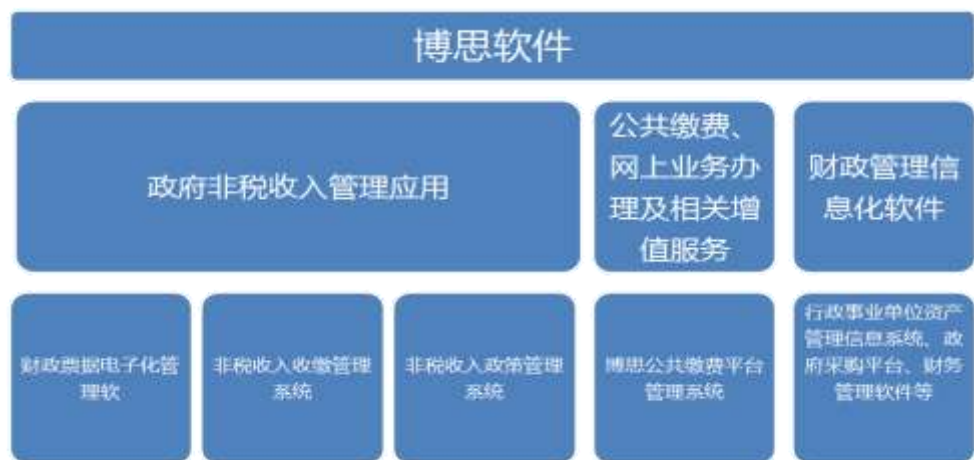 博思软件
政府非税收入管理应用
公共缴费、
网上业务办
理及相关增
值服务
财政管理信
息化软件
财政票据电子化管
理软
非税收入收缴管理
系统
非税收入政策管理
系统
博思公共缴费平台
管理系统
行政事业单位资产
管理信息系统、政
府采购平台、财务
管理软件等